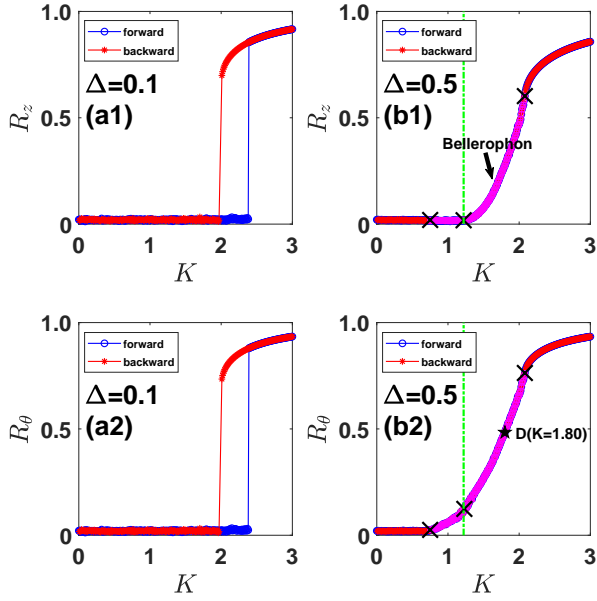 1.0
0.5
0
R_z
forward
backward
Δ=0.1
(a1)
0 1 2 3
K
1.0
0.5
0
R_z
forward
backward
Δ=0.5
(b1)
Bellerophon
0 1 2 3
K
1.0
0.5
0
R_θ
forward
backward
Δ=0.1
(a2)
0 1 2 3
K
1.0
0.5
0
R_θ
forward
backward
Δ=0.5
(b2)
D(K=1.80)
0 1 2 3
K